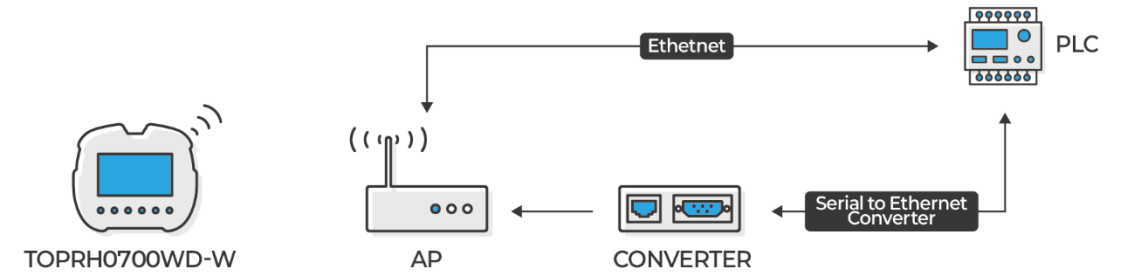 Ethetnet
PLC
Serial to Ethernet
Converter
TOPRH0700WD-W
AP
CONVERTER